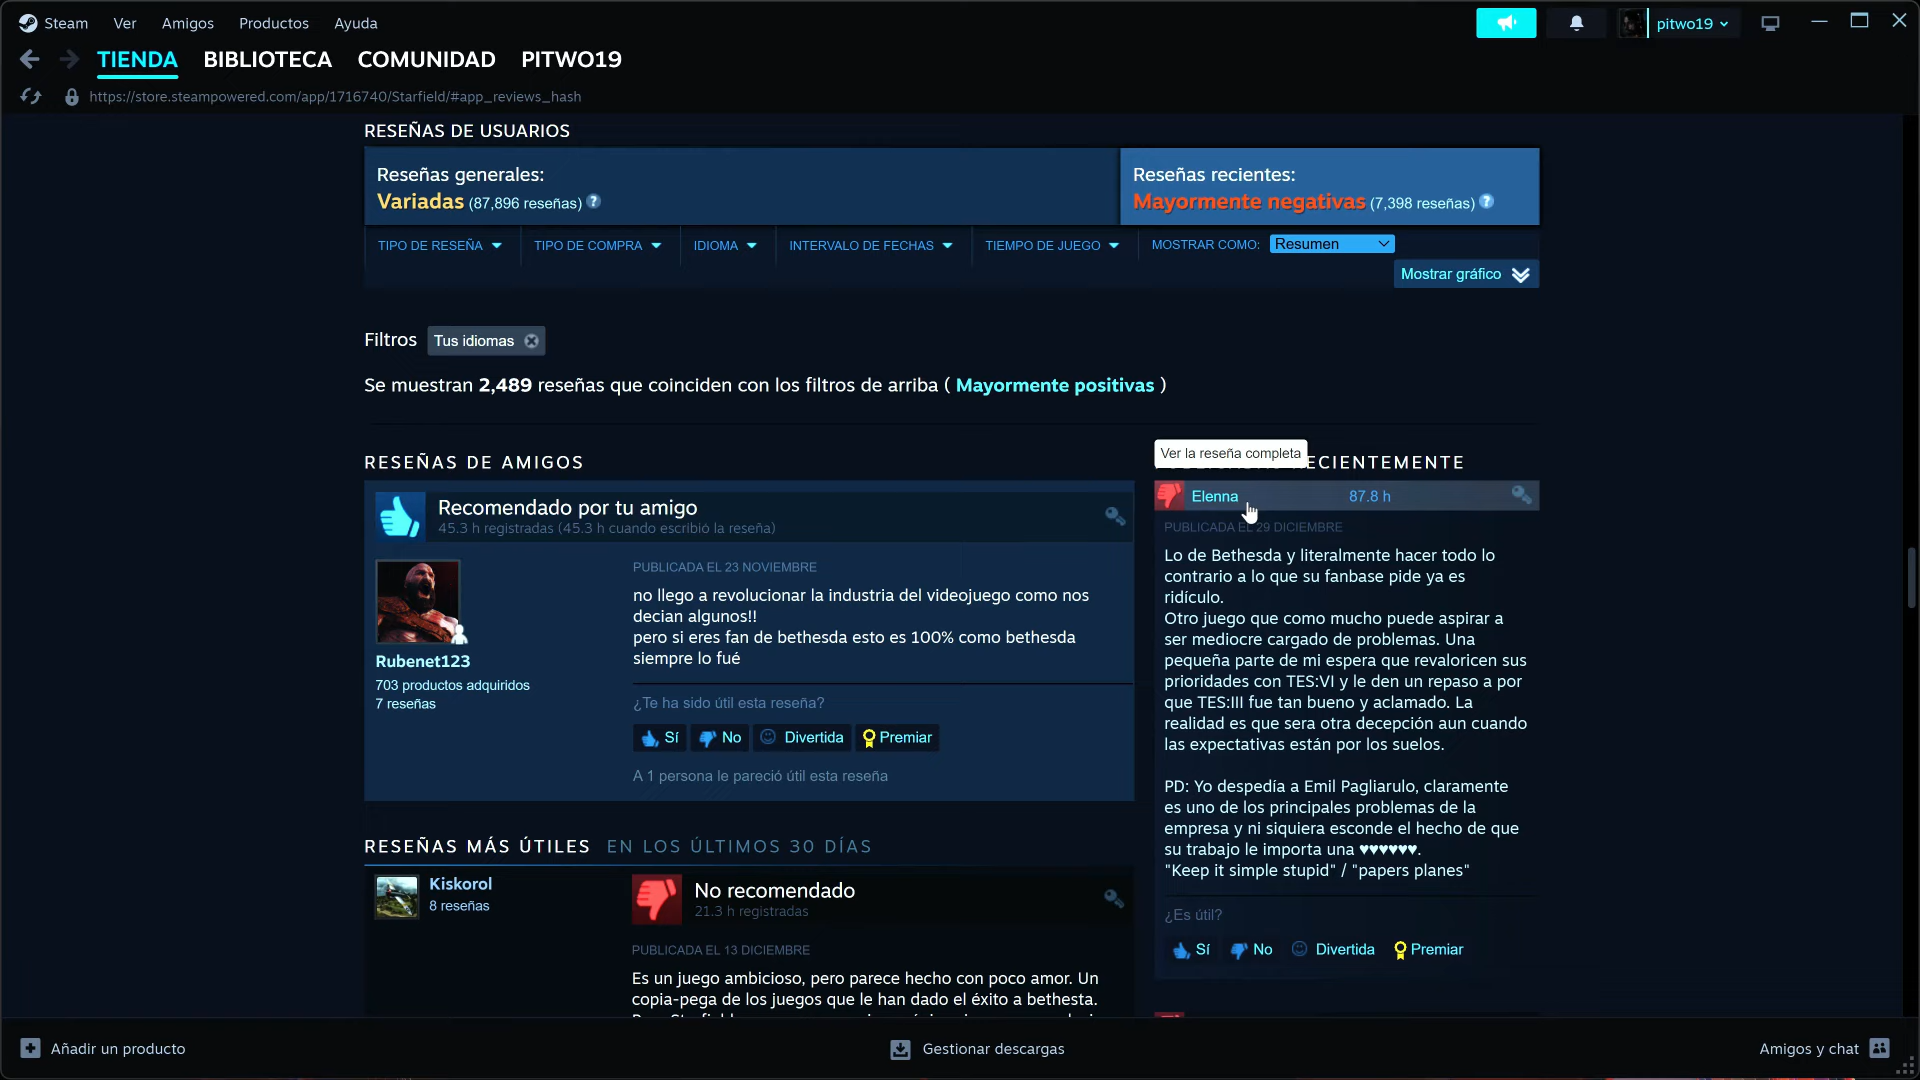 Steam Ver Amigos Productos Ayuda pitwo19
TIENDA BIBLIOTECA COMUNIDAD PITWO19
https://store.steampowered.com/app/1716740/Starfield/#app_reviews_hash
RESEÑAS DE USUARIOS
Reseñas generales:
Variadas (87,896 reseñas) ?
Reseñas recientes:
Mayormente negativas (7,398 reseñas) ?
TIPO DE RESEÑA TIPO DE COMPRA IDIOMA INTERVALO DE FECHAS TIEMPO DE JUEGO MOSTRAR COMO: Resumen
Mostrar gráfico
Filtros Tus idiomas
Se muestran 2,489 reseñas que coinciden con los filtros de arriba ( Mayormente positivas )
RESEÑAS DE AMIGOS
Recomendado por tu amigo
45.3 h registradas (45.3 h cuando escribió la reseña)
Rubenet123
703 productos adquiridos
7 reseñas
PUBLICADA EL 23 NOVIEMBRE
no llego a revolucionar la industria del videojuego como nos
decian algunos!!
pero si eres fan de bethesda esto es 100% como bethesda
siempre lo fué
¿Te ha sido útil esta reseña?
Sí No Divertida Premiar
A 1 persona le pareció útil esta reseña
RESEÑAS MÁS ÚTILES EN LOS ÚLTIMOS 30 DÍAS
Kiskorol
8 reseñas
No recomendado
21.3 h registradas
PUBLICADA EL 13 DICIEMBRE
Es un juego ambicioso, pero parece hecho con poco amor. Un
copia-pega de los juegos que le han dado el éxito a bethesta.
Ver la reseña completa
ECIENTEMENTE
Elenna 87.8 h
PUBLICADA EL 29 DICIEMBRE
Lo de Bethesda y literalmente hacer todo lo
contrario a lo que su fanbase pide ya es
ridículo.
Otro juego que como mucho puede aspirar a
ser mediocre cargado de problemas. Una
pequeña parte de mi espera que revaloricen sus
prioridades con TES:VI y le den un repaso a por
que TES:III fue tan bueno y aclamado. La
realidad es que sera otra decepción aun cuando
las expectativas están por los suelos.
PD: Yo despedía a Emil Pagliarulo, claramente
es uno de los principales problemas de la
empresa y ni siquiera esconde el hecho de que
su trabajo le importa una ♥♥♥♥♥♥.
"Keep it simple stupid" / "papers planes"
¿Es útil?
Sí No Divertida Premiar
Añadir un producto Gestionar descargas Amigos y chat